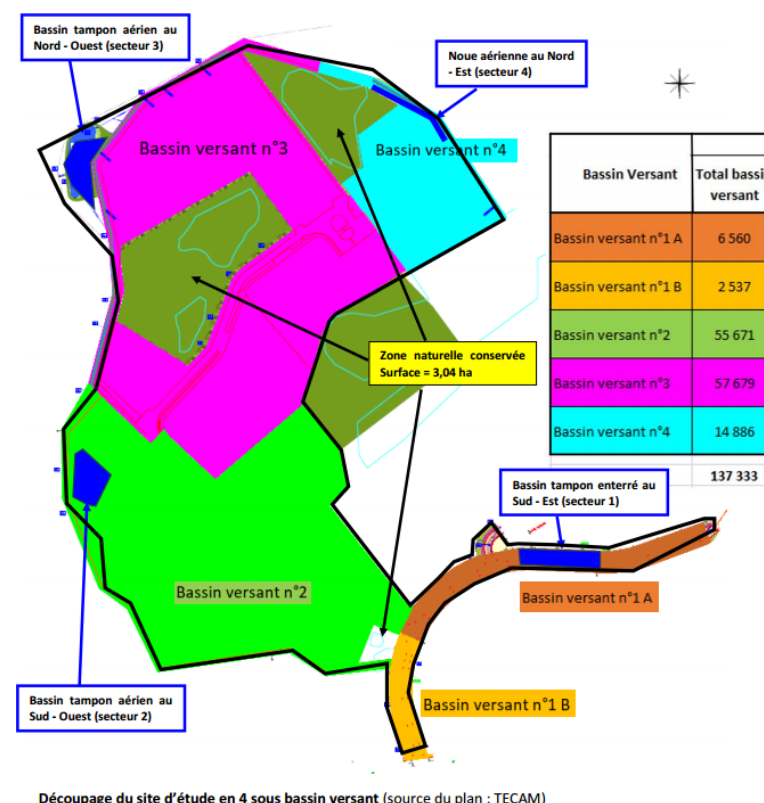 Bassin tampon aérien au
Nord - Ouest (secteur 3)
Noue aérienne au Nord
- Est (secteur 4)
Bassin versant n°3
Bassin versant n°4
Bassin Versant
Total bassi
versant
Bassin versant n°1 A
6 560
Bassin versant n°1 B
2 537
Bassin versant n°2
55 671
Bassin versant n°3
57 679
Bassin versant n°4
14 886
137 333
Zone naturelle conservée
Surface = 3,04 ha
Bassin tampon enterré au
Sud - Est (secteur 1)
Bassin versant n°2
Bassin versant n°1 A
Bassin tampon aérien au
Sud - Ouest (secteur 2)
Bassin versant n°1 B
Découpage du site d'étude en 4 sous bassin versant (source du plan : TECAM)